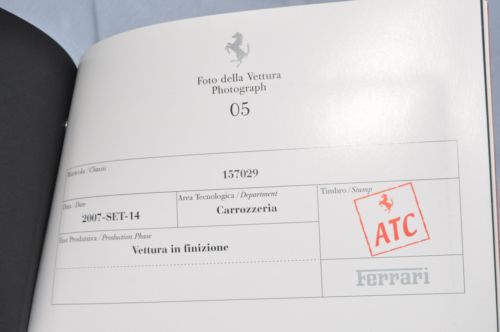 Foto della Vettura
Photograph
05
Matricola / Chassis
157029
Data / Date
2007-SET-14
Area Tecnologica / Department
Carrozzeria
Timbro / Stamp
ATC
Fase Produttiva / Production Phase
Vettura in finizione
Ferrari